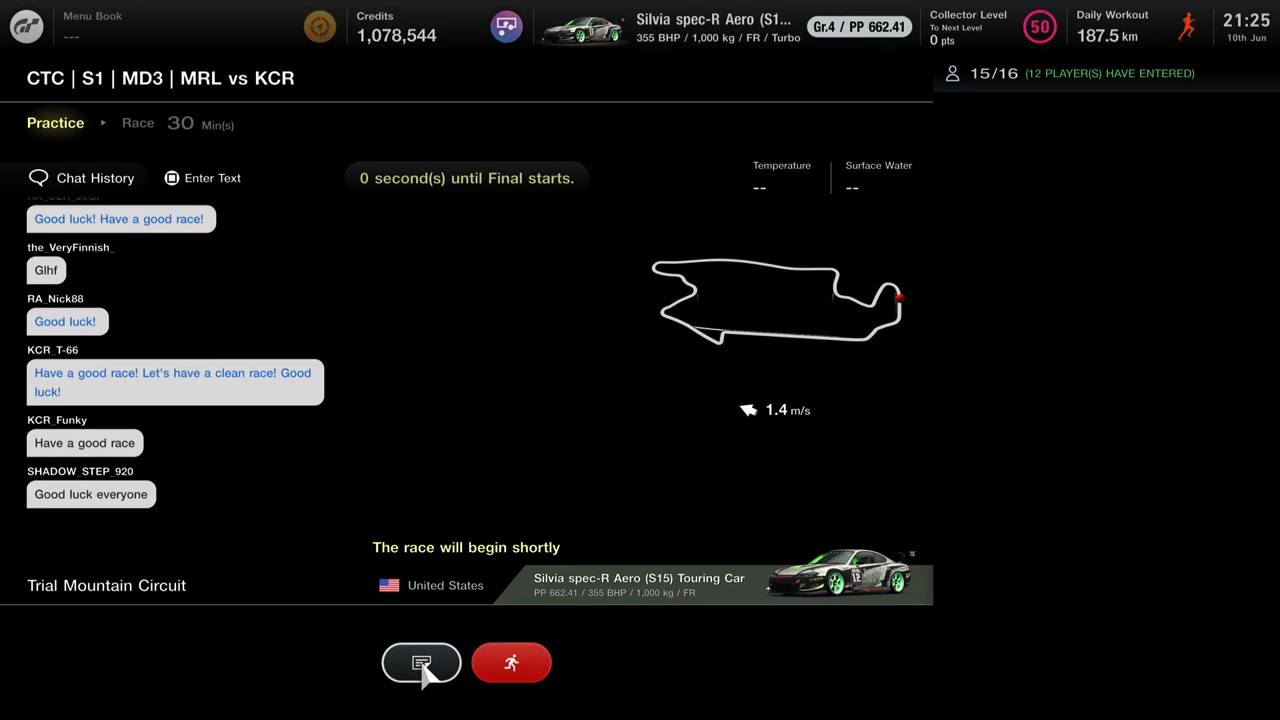 Menu Book
---
Credits
1,078,544
Silvia spec-R Aero (S1...
355 BHP / 1,000 kg / FR / Turbo
Gr.4 / PP 662.41
Collector Level
To Next Level
0 pts
50
Daily Workout
187.5 km
21:25
10th Jun
CTC | S1 | MD3 | MRL vs KCR
15/16 (12 PLAYER(S) HAVE ENTERED)
Practice Race 30 Min(s)
Chat History Enter Text
0 second(s) until Final starts.
Temperature
--
Surface Water
--
Good luck! Have a good race!
the_VeryFinnish_
Glhf
RA_Nick88
Good luck!
KCR_T-66
Have a good race! Let's have a clean race! Good
luck!
KCR_Funky
Have a good race
SHADOW_STEP_920
Good luck everyone
1.4 m/s
The race will begin shortly
Trial Mountain Circuit
United States
Silvia spec-R Aero (S15) Touring Car
PP 662.41 / 355 BHP / 1,000 kg / FR